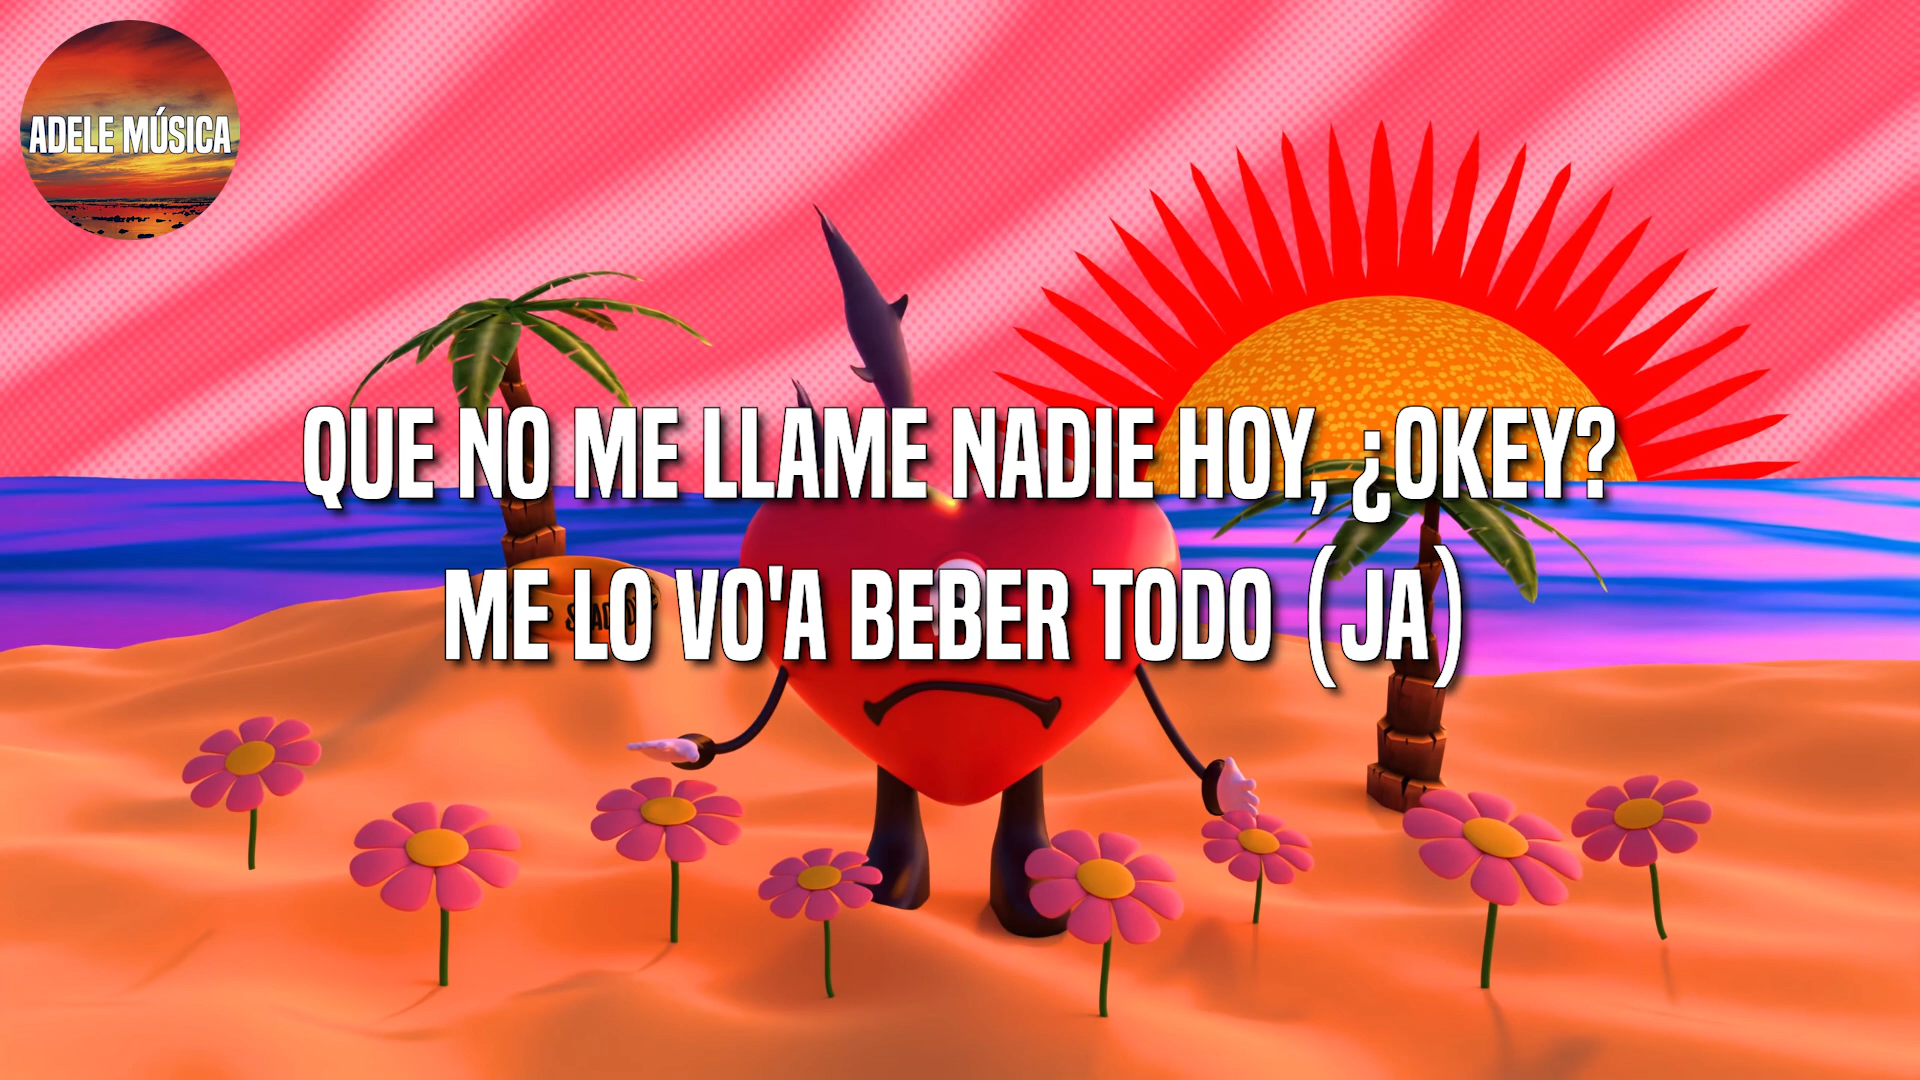 ADELE MÚSICA
QUE NO ME LLAME NADIE HOY, ¿OKEY?
ME LO VO'A BEBER TODO (JA)